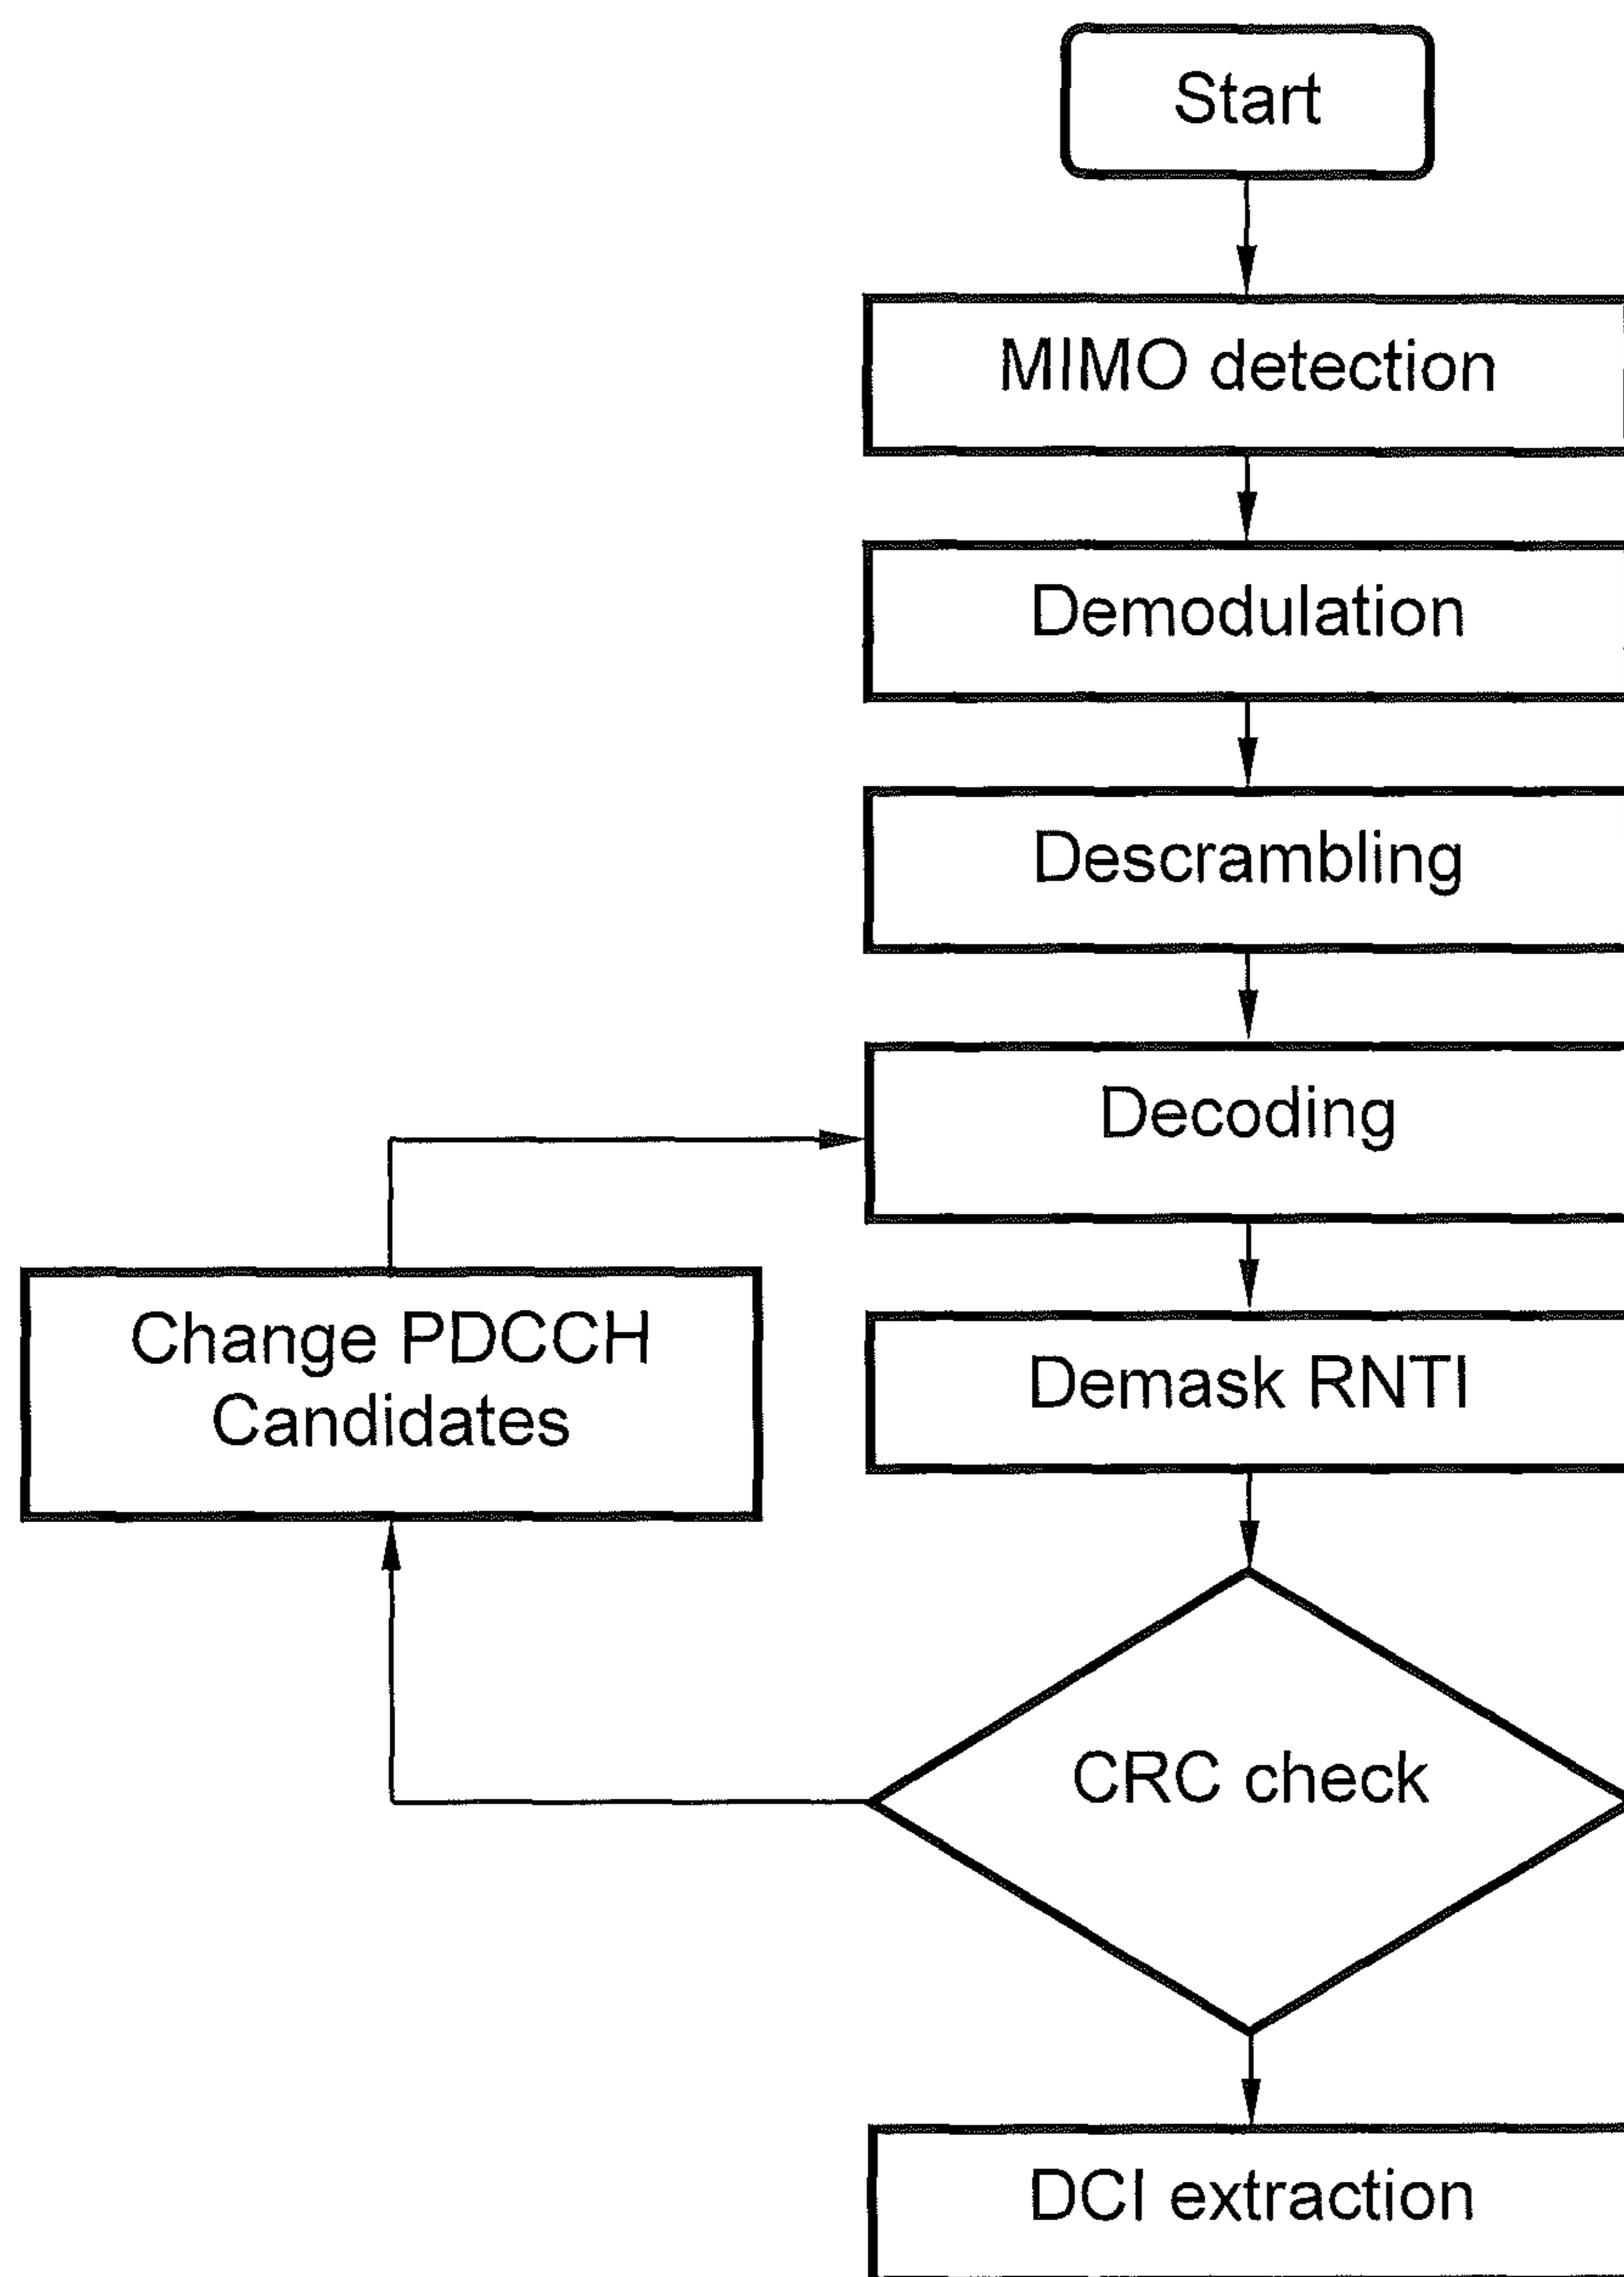 Start
MIMO detection
Demodulation
Descrambling
Decoding
Change PDCCH
Candidates
Demask RNTI
CRC check
DCI extraction